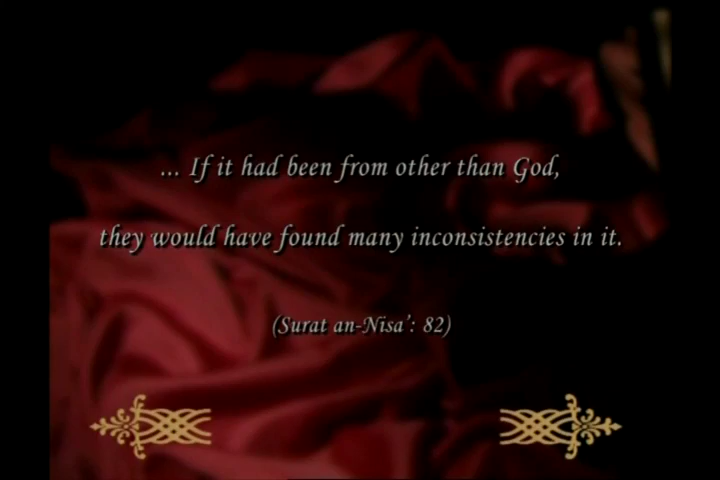 ... If it had been from other than God,
they would have found many inconsistencies in it.
(Surat an-Nisa’: 82)